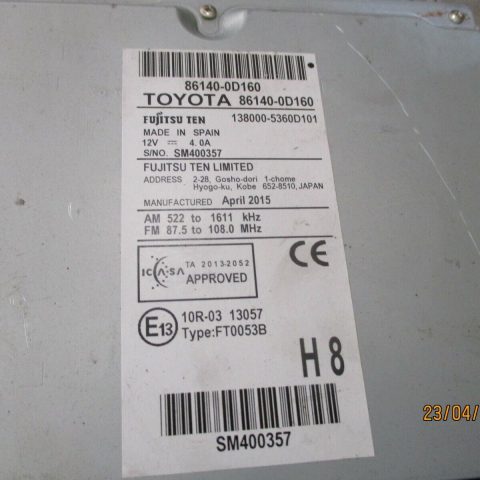 86140-0D160
TOYOTA 86140-0D160
FUJITSU TEN 138000-5360D101
MADE IN SPAIN
12V ⎓ 4.0A
S/NO. SM400357
FUJITSU TEN LIMITED
ADDRESS 2-28, Gosho-dori 1-chome
Hyogo-ku, Kobe 652-8510, JAPAN
MANUFACTURED April 2015
AM 522 to 1611 kHz
FM 87.5 to 108.0 MHz
CE
ICASA
TA 2013-2052
APPROVED
E13
10R-03 13057
Type:FT0053B
H8
SM400357
23/04/